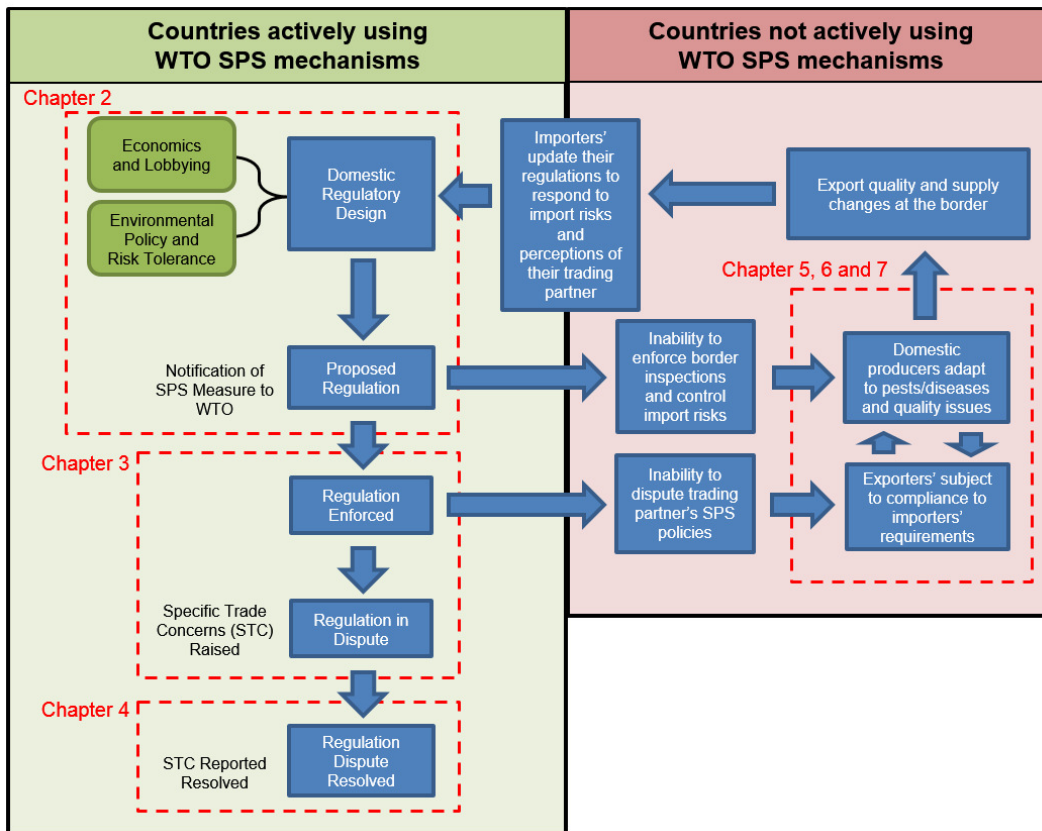 Countries actively using
WTO SPS mechanisms
Countries not actively using
WTO SPS mechanisms
Chapter 2
Economics
and Lobbying
Environmental
Policy and
Risk Tolerance
Domestic
Regulatory
Design
Importers'
update their
regulations to
respond to
import risks
and
perceptions of
their trading
partner
Export quality and supply
changes at the border
Chapter 5, 6 and 7
Notification of
SPS Measure to
WTO
Proposed
Regulation
Inability to
enforce border
inspections
and control
import risks
Domestic
producers adapt
to pests/diseases
and quality issues
Chapter 3
Regulation
Enforced
Inability to
dispute trading
partner's SPS
policies
Exporters' subject
to compliance to
importers'
requirements
Specific Trade
Concerns (STC)
Raised
Regulation in
Dispute
Chapter 4
STC Reported
Resolved
Regulation
Dispute
Resolved